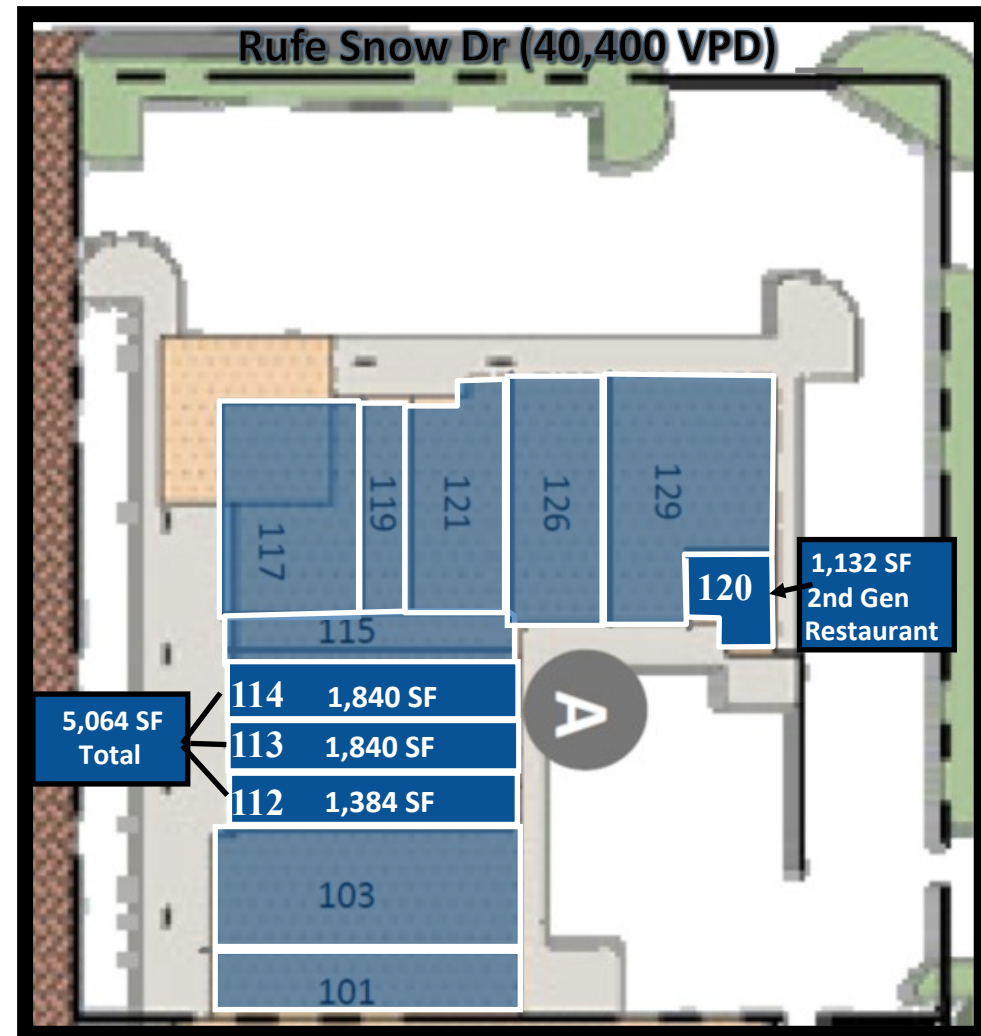 Rufe Snow Dr (40,400 VPD)
117
119
121
126
129
120
1,132 SF
2nd Gen
Restaurant
115
A
5,064 SF
Total
114 1,840 SF
113 1,840 SF
112 1,384 SF
103
101